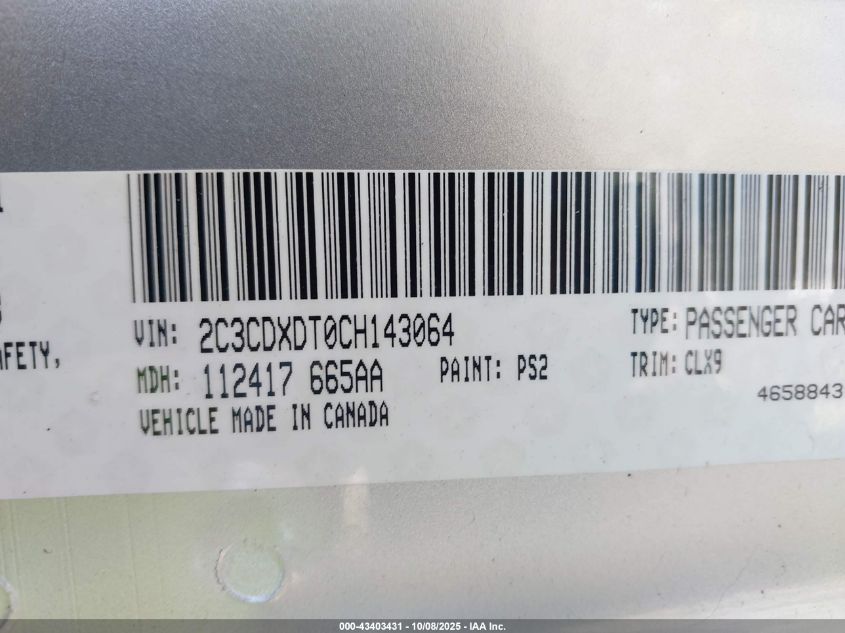 AFETY,
VIN: 2C3CDXDT0CH143064
TYPE: PASSENGER CAR
MDH: 112417 665AA
PAINT: PS2
TRIM: CLX9
VEHICLE MADE IN CANADA
4658843
000-43403431 - 10/08/2025 - IAA Inc.